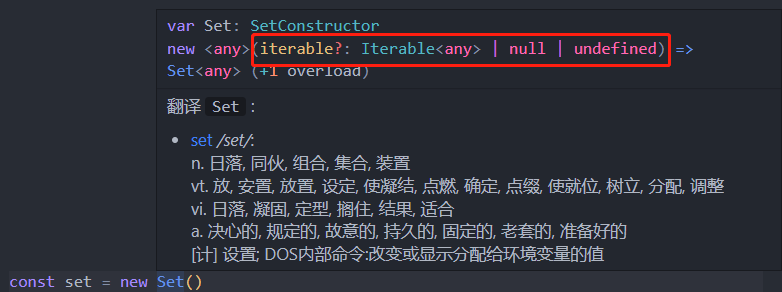 var Set: SetConstructor
new <any>(iterable?: Iterable<any> | null | undefined) =>
Set<any> (+1 overload)
翻译 Set :
• set /set/:
n. 日落, 同伙, 组合, 集合, 装置
vt. 放, 安置, 放置, 设定, 使凝结, 点燃, 确定, 点缀, 使就位, 树立, 分配, 调整
vi. 日落, 凝固, 定型, 搁住, 结果, 适合
a. 决心的, 规定的, 故意的, 持久的, 固定的, 老套的, 准备好的
[计] 设置; DOS内部命令:改变或显示分配给环境变量的值
const set = new Set()